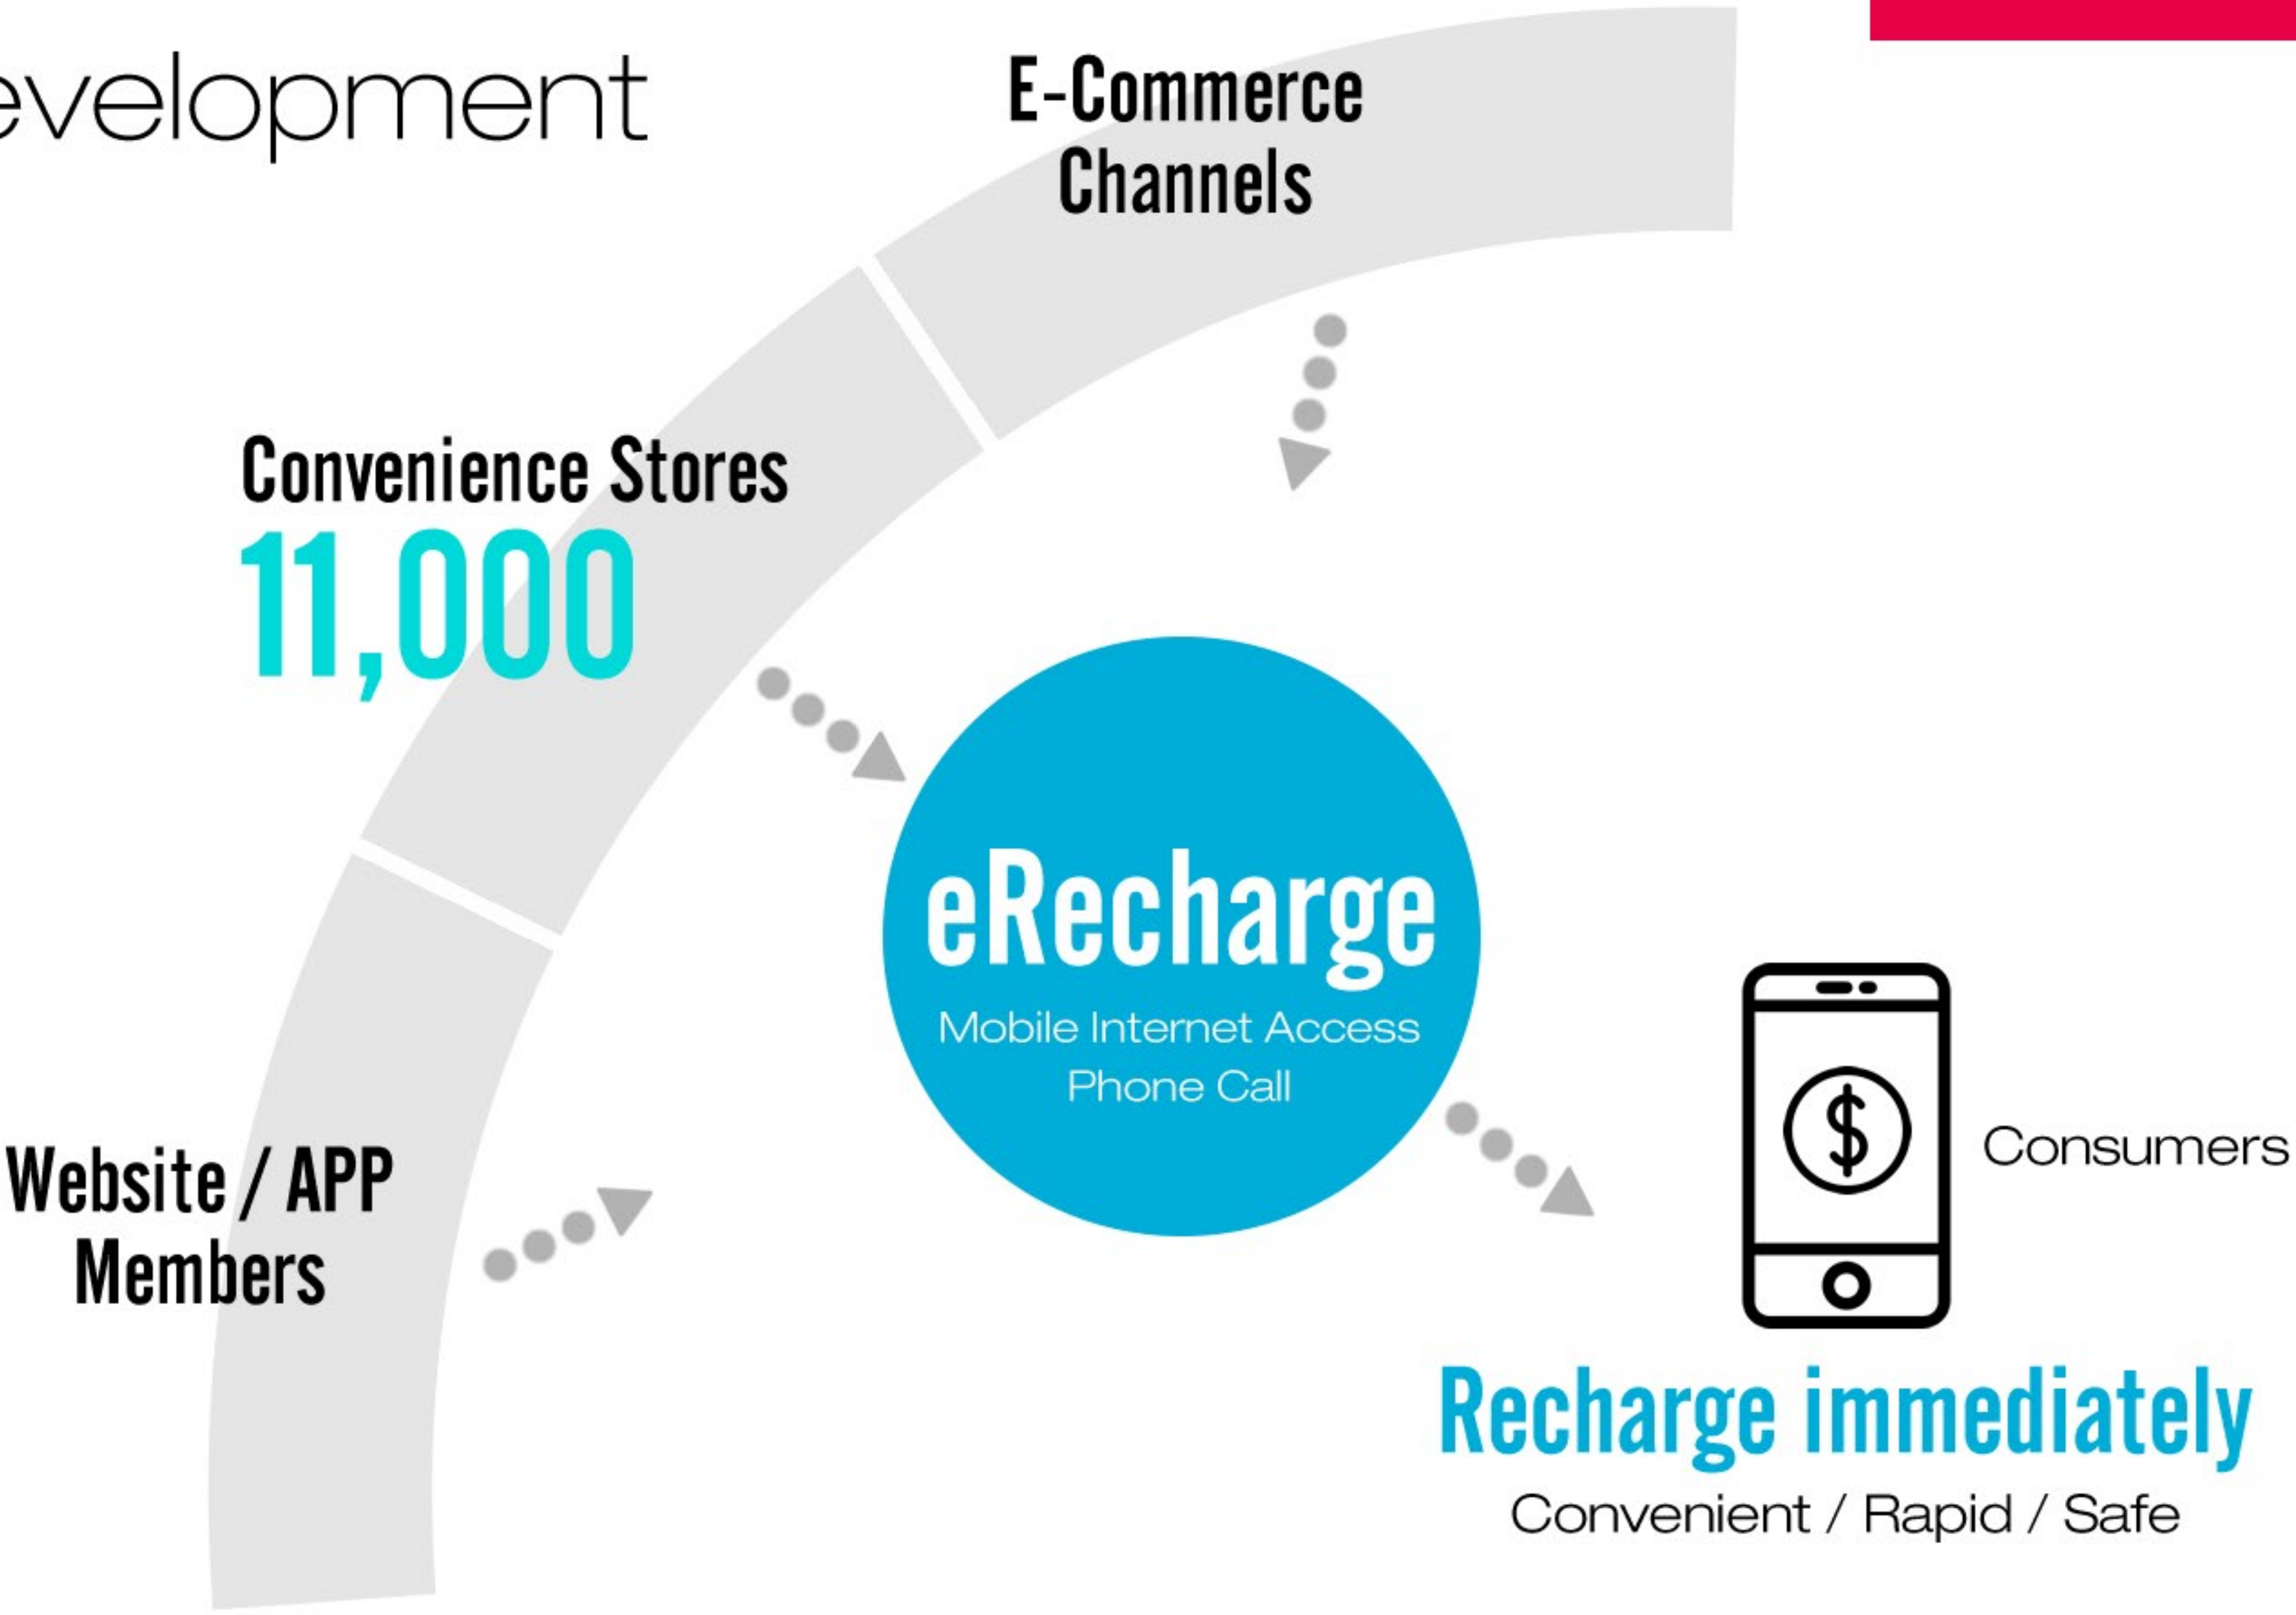 evelopment
E-Commerce
Channels
Convenience Stores
11,000
eRecharge
Mobile Internet Access
Phone Call
Website / APP
Members
$
Consumers
Recharge immediately
Convenient / Rapid / Safe